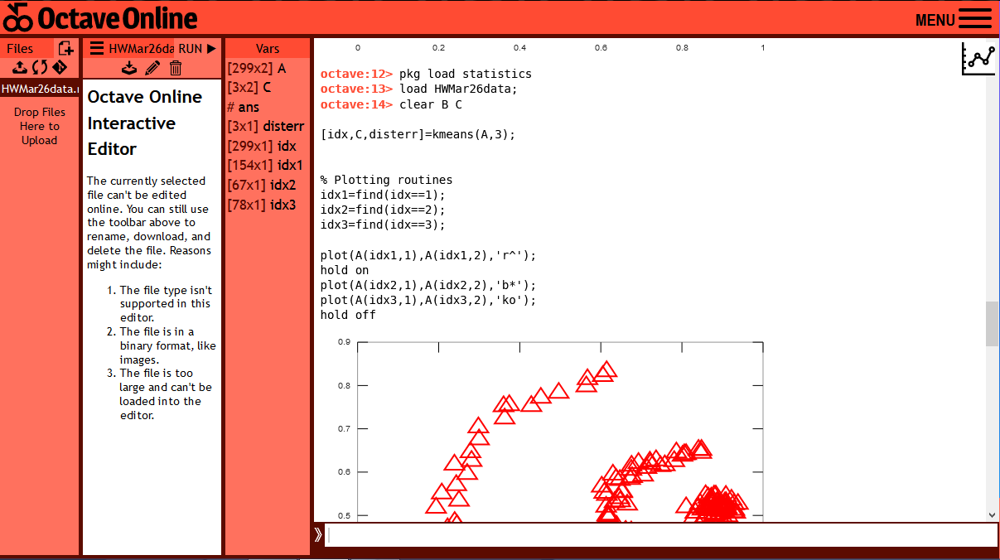 Octave Online
MENU
Files
HWMar26da
RUN
HWMar26data.
Drop Files
Here to
Upload
Octave Online
Interactive
Editor
The currently selected
file can't be edited
online. You can still use
the toolbar above to
rename, download, and
delete the file. Reasons
might include:
1. The file type isn't
supported in this
editor.
2. The file is in a
binary format, like
images.
3. The file is too
large and can't be
loaded into the
editor.
Vars
[299x2] A
[3x2] C
# ans
[3x1] disterr
[299x1] idx
[154x1] idx1
[67x1] idx2
[78x1] idx3
0 0.2 0.4 0.6 0.8 1
octave:12> pkg load statistics
octave:13> load HWMar26data;
octave:14> clear B C
[idx,C,disterr]=kmeans(A,3);
% Plotting routines
idx1=find(idx==1);
idx2=find(idx==2);
idx3=find(idx==3);
plot(A(idx1,1),A(idx1,2),'r^');
hold on
plot(A(idx2,1),A(idx2,2),'b*');
plot(A(idx3,1),A(idx3,2),'ko');
hold off
0.9
0.8
0.7
0.6
0.5